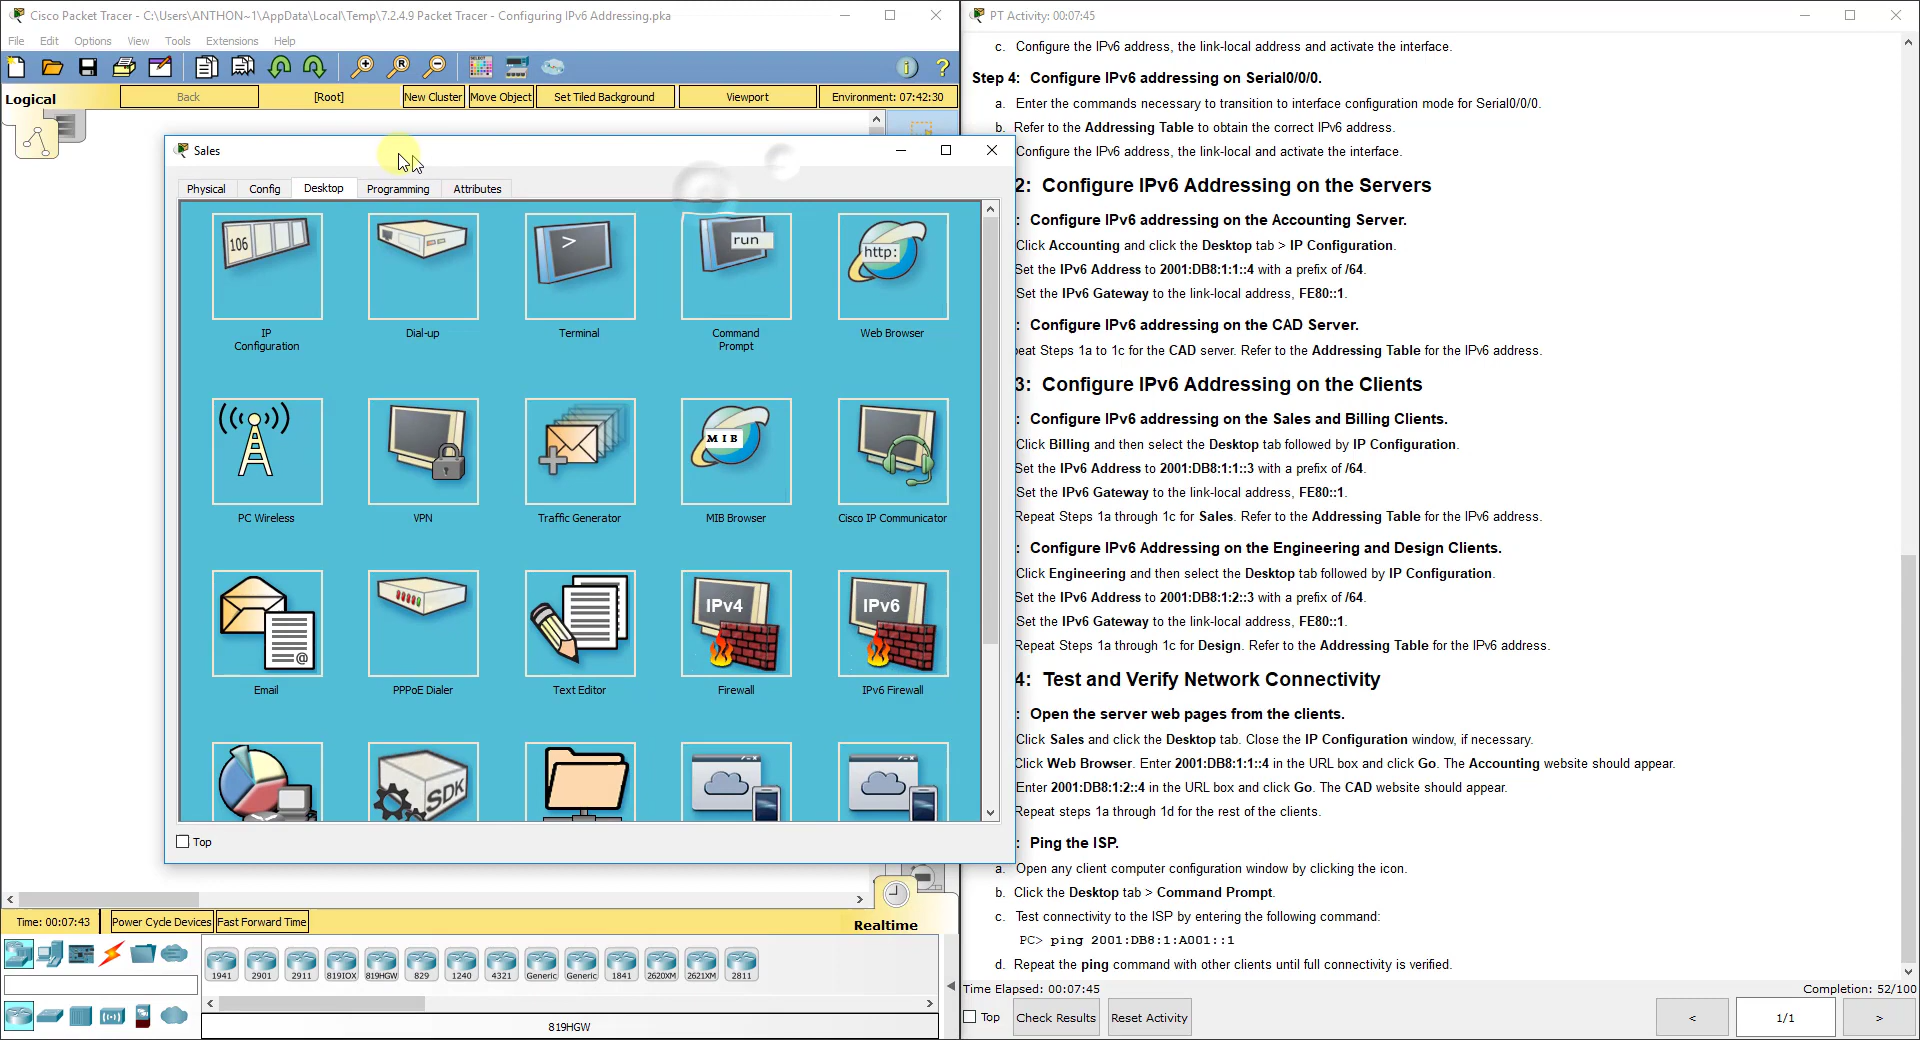 Cisco Packet Tracer - C:\Users\ANTHON~1\AppData\Local\Temp\7.2.4.9 Packet Tracer - Configuring IPv6 Addressing.pka
File Edit Options View Tools Extensions Help
Logical
Back
[Root]
New Cluster
Move Object
Set Tiled Background
Viewport
Environment: 07:42:30
Sales
Physical Config Desktop Programming Attributes
106
>
run
http:
IP
Configuration
Dial-up
Terminal
Command
Prompt
Web Browser
MIB
PC Wireless
VPN
Traffic Generator
MIB Browser
Cisco IP Communicator
@
IPv4
IPv6
Email
PPPoE Dialer
Text Editor
Firewall
IPv6 Firewall
SDK
Top
Time: 00:07:43
Power Cycle Devices
Fast Forward Time
Realtime
1941
2901
2911
819IOX
819HGW
829
1240
4321
Generic
Generic
1841
2620XM
2621XM
2811
819HGW
PT Activity: 00:07:45
c. Configure the IPv6 address, the link-local address and activate the interface.
Step 4: Configure IPv6 addressing on Serial0/0/0.
a. Enter the commands necessary to transition to interface configuration mode for Serial0/0/0.
b. Refer to the Addressing Table to obtain the correct IPv6 address.
Configure the IPv6 address, the link-local and activate the interface.
2: Configure IPv6 Addressing on the Servers
: Configure IPv6 addressing on the Accounting Server.
Click Accounting and click the Desktop tab > IP Configuration.
Set the IPv6 Address to 2001:DB8:1:1::4 with a prefix of /64.
Set the IPv6 Gateway to the link-local address, FE80::1.
: Configure IPv6 addressing on the CAD Server.
eat Steps 1a to 1c for the CAD server. Refer to the Addressing Table for the IPv6 address.
3: Configure IPv6 Addressing on the Clients
: Configure IPv6 addressing on the Sales and Billing Clients.
Click Billing and then select the Desktop tab followed by IP Configuration.
Set the IPv6 Address to 2001:DB8:1:1::3 with a prefix of /64.
Set the IPv6 Gateway to the link-local address, FE80::1.
Repeat Steps 1a through 1c for Sales. Refer to the Addressing Table for the IPv6 address.
: Configure IPv6 Addressing on the Engineering and Design Clients.
Click Engineering and then select the Desktop tab followed by IP Configuration.
Set the IPv6 Address to 2001:DB8:1:2::3 with a prefix of /64.
Set the IPv6 Gateway to the link-local address, FE80::1.
Repeat Steps 1a through 1c for Design. Refer to the Addressing Table for the IPv6 address.
4: Test and Verify Network Connectivity
: Open the server web pages from the clients.
Click Sales and click the Desktop tab. Close the IP Configuration window, if necessary.
Click Web Browser. Enter 2001:DB8:1:1::4 in the URL box and click Go. The Accounting website should appear.
Enter 2001:DB8:1:2::4 in the URL box and click Go. The CAD website should appear.
Repeat steps 1a through 1d for the rest of the clients.
: Ping the ISP.
a. Open any client computer configuration window by clicking the icon.
b. Click the Desktop tab > Command Prompt.
c. Test connectivity to the ISP by entering the following command:
PC> ping 2001:DB8:1:A001::1
d. Repeat the ping command with other clients until full connectivity is verified.
Time Elapsed: 00:07:45
Completion: 52/100
Top
Check Results
Reset Activity
<
1/1
>